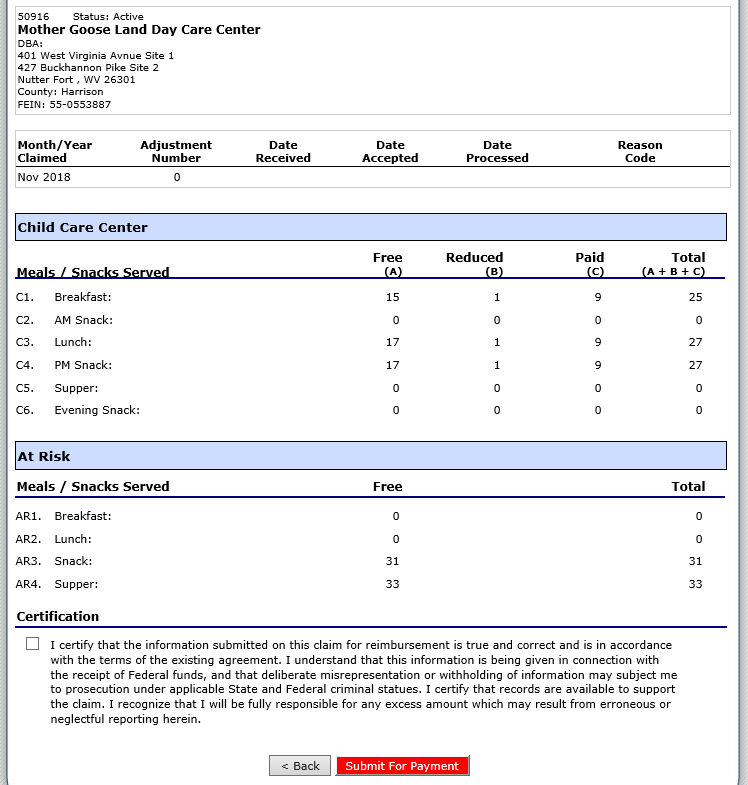 50916 Status: Active
Mother Goose Land Day Care Center
DBA:
401 West Virginia Avnue Site 1
427 Buckhannon Pike Site 2
Nutter Fort , WV 26301
County: Harrison
FEIN: 55-0553887
Month/Year Claimed Adjustment Number Date Received Date Accepted Date Processed Reason Code
Nov 2018 0
Child Care Center
Meals / Snacks Served Free (A) Reduced (B) Paid (C) Total (A + B + C)
C1. Breakfast: 15 1 9 25
C2. AM Snack: 0 0 0 0
C3. Lunch: 17 1 9 27
C4. PM Snack: 17 1 9 27
C5. Supper: 0 0 0 0
C6. Evening Snack: 0 0 0 0
At Risk
Meals / Snacks Served Free Total
AR1. Breakfast: 0 0
AR2. Lunch: 0 0
AR3. Snack: 31 31
AR4. Supper: 33 33
Certification
I certify that the information submitted on this claim for reimbursement is true and correct and is in accordance
with the terms of the existing agreement. I understand that this information is being given in connection with
the receipt of Federal funds, and that deliberate misrepresentation or withholding of information may subject me
to prosecution under applicable State and Federal criminal statues. I certify that records are available to support
the claim. I recognize that I will be fully responsible for any excess amount which may result from erroneous or
neglectful reporting herein.
< Back Submit For Payment